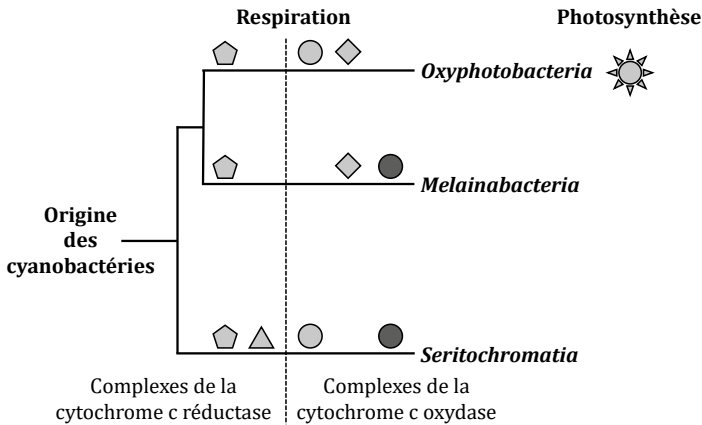 Respiration
Photosynthèse
Oxyphotobacteria
Melainabacteria
Origine
des
cyanobactéries
Seritochromatia
Complexes de la
cytochrome c réductase
Complexes de la
cytochrome c oxydase